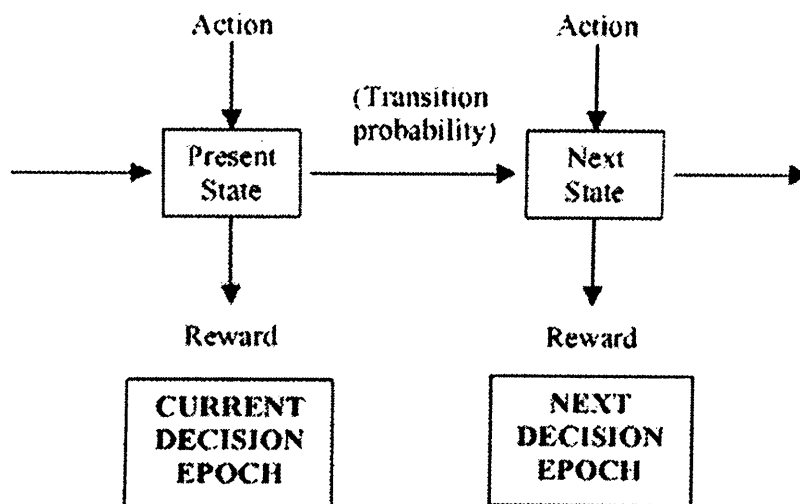 Action
Action
(Transition
probability)
Present
State
Next
State
Reward
Reward
CURRENT
DECISION
EPOCH
NEXT
DECISION
EPOCH